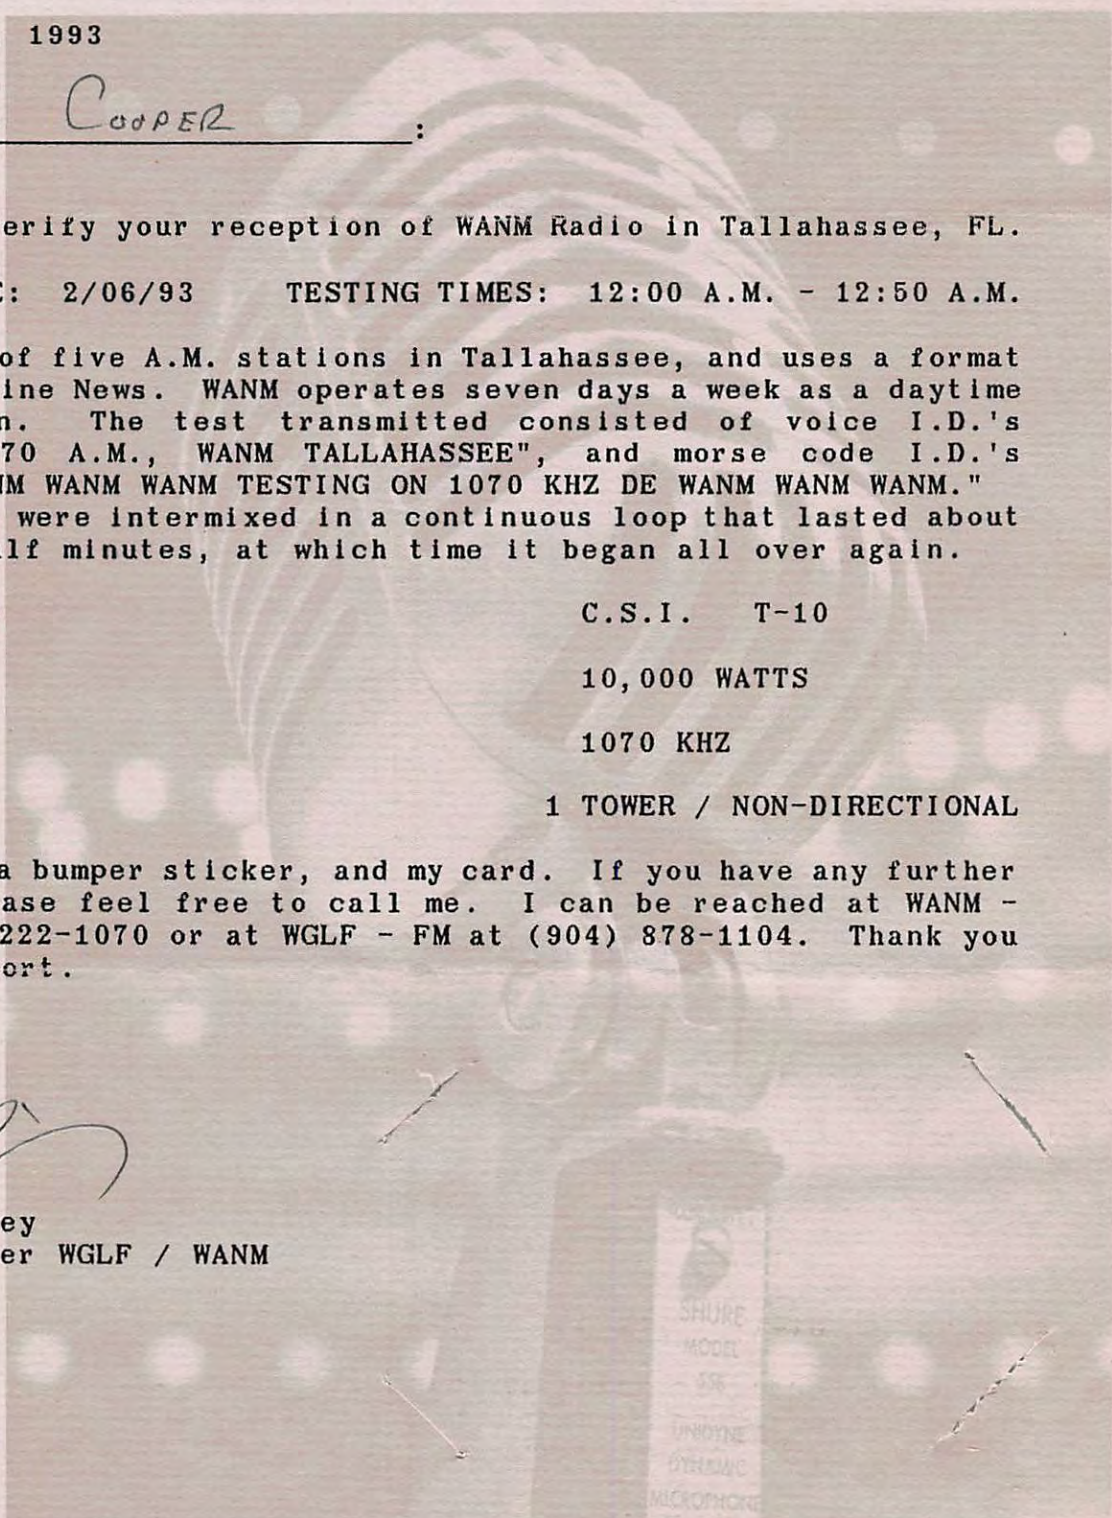 1993
COOPER :
erify your reception of WANM Radio in Tallahassee, FL.
: 2/06/93 TESTING TIMES: 12:00 A.M. - 12:50 A.M.
of five A.M. stations in Tallahassee, and uses a format
ine News. WANM operates seven days a week as a daytime
n. The test transmitted consisted of voice I.D.'s
70 A.M., WANM TALLAHASSEE", and morse code I.D.'s
NM WANM WANM TESTING ON 1070 KHZ DE WANM WANM WANM."
were intermixed in a continuous loop that lasted about
lf minutes, at which time it began all over again.
C.S.I. T-10
10,000 WATTS
1070 KHZ
1 TOWER / NON-DIRECTIONAL
a bumper sticker, and my card. If you have any further
ase feel free to call me. I can be reached at WANM -
222-1070 or at WGLF - FM at (904) 878-1104. Thank you
ort.
ey
er WGLF / WANM
SHURE
MODEL
UNIDYNE
DYNAMIC
MICROPHONE